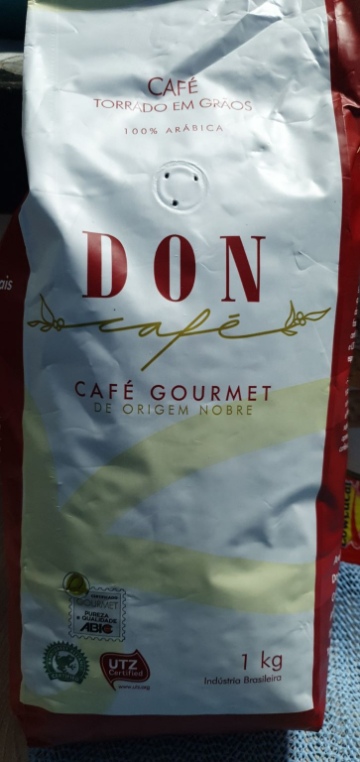 CAFÉ
TORRADO EM GRÃOS
100% ARÁBICA
DON
café
CAFÉ GOURMET
DE ORIGEM NOBRE
GOURMET
PUREZA
e QUALIDADE
ABIC
UTZ
Certified
1 kg
Indústria Brasileira